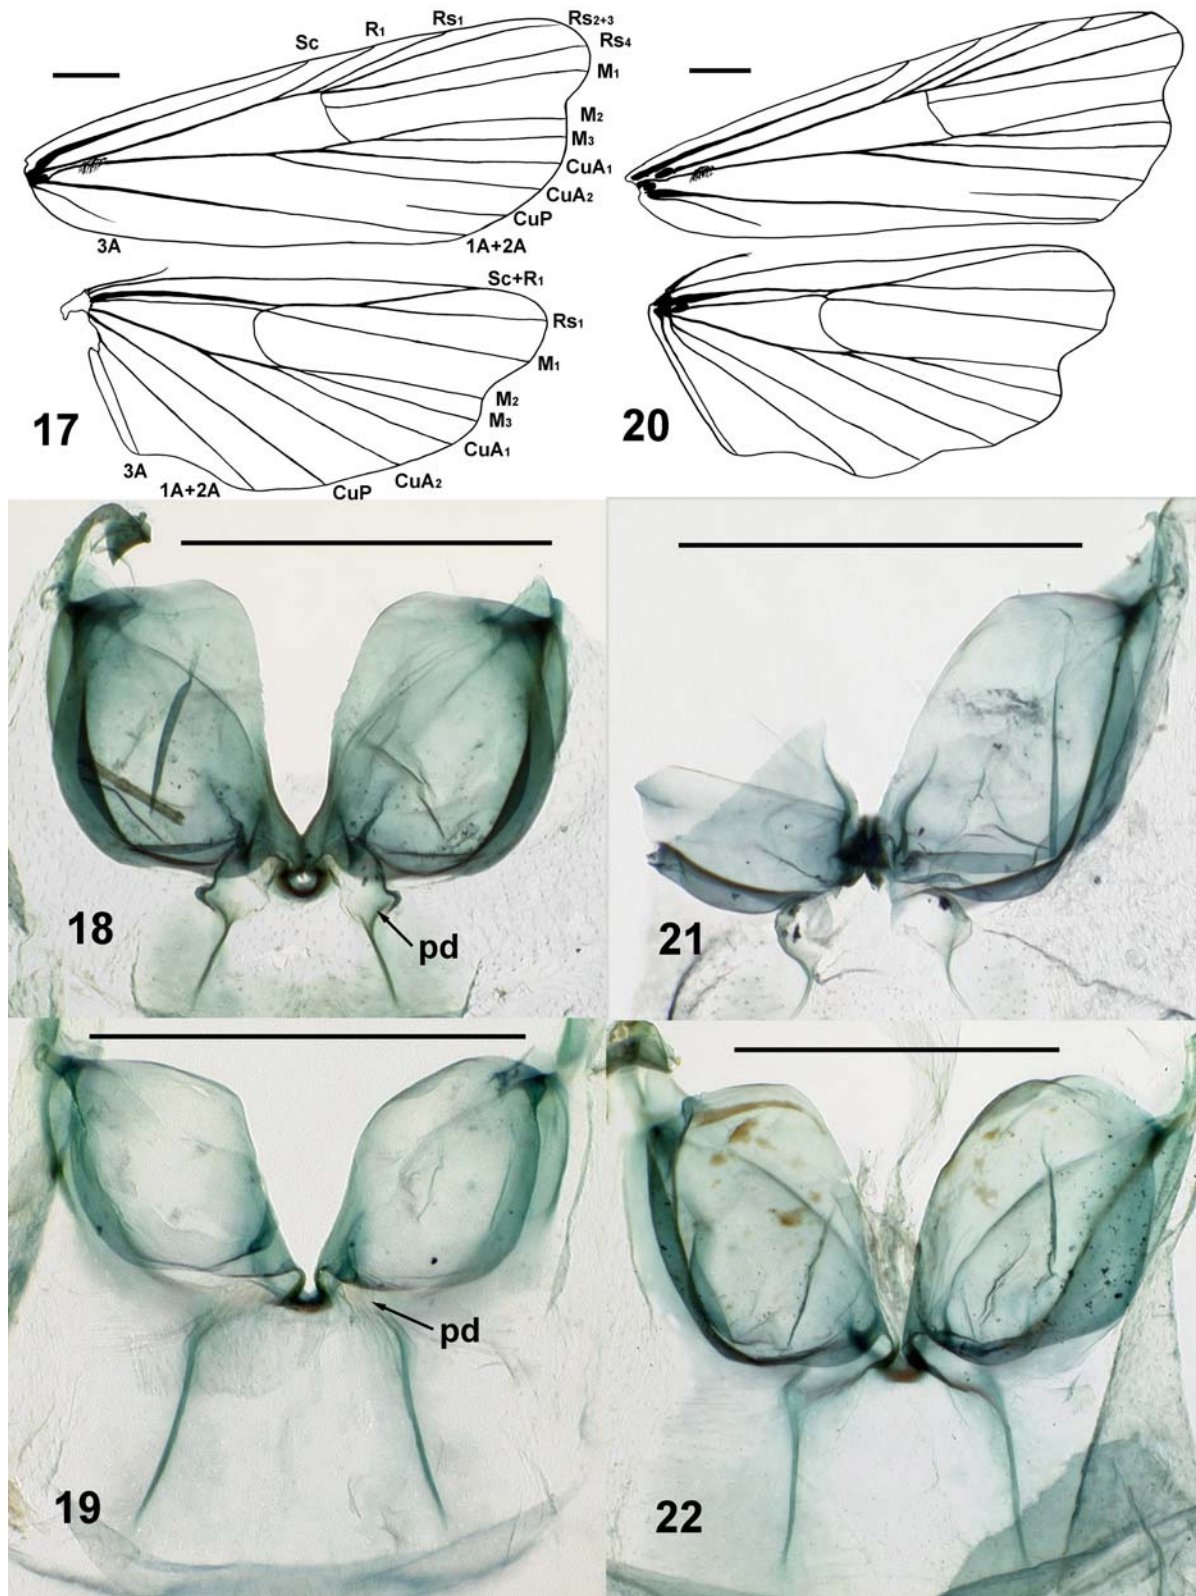 Sc R₁ Rs₁ Rs₂₊₃
Rs₄
M₁
M₂
M₃
CuA₁
CuA₂
CuP
3A 1A+2A
Sc+R₁
Rs₁
M₁
M₂
M₃
CuA₁
CuA₂
CuP
1A+2A
3A
17
20
18
pd
21
19
pd
22